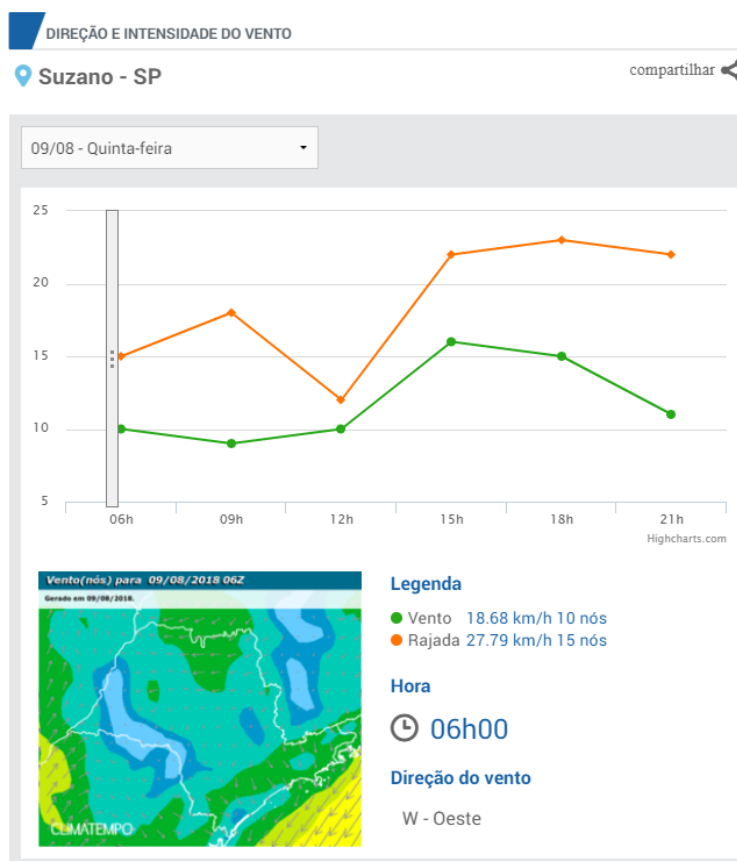 DIREÇÃO E INTENSIDADE DO VENTO
Suzano - SP
compartilhar
09/08 - Quinta-feira
25
20
15
10
5
06h 09h 12h 15h 18h 21h
Highcharts.com
Vento(nós) para 09/08/2018 06Z
Gerado em 09/08/2018.
CLIMATEMPO
Legenda
Vento 18.68 km/h 10 nós
Rajada 27.79 km/h 15 nós
Hora
06h00
Direção do vento
W - Oeste